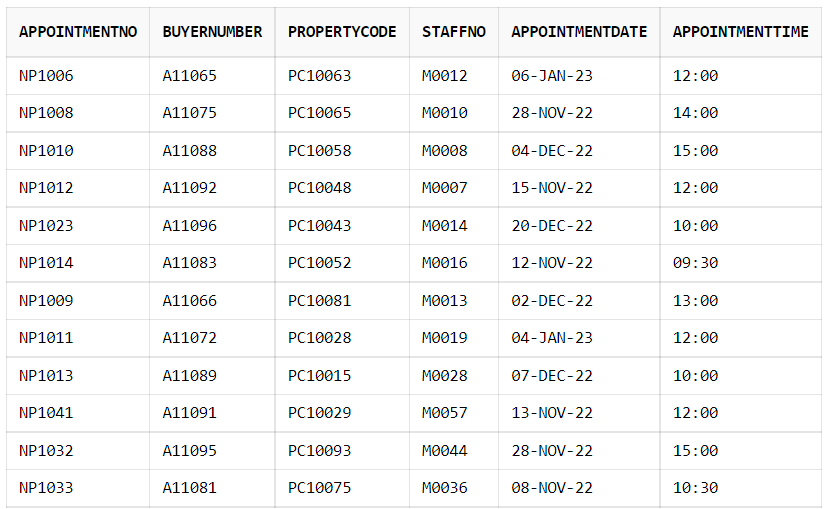 APPOINTMENTNO BUYERNUMBER PROPERTYCODE STAFFNO APPOINTMENTDATE APPOINTMENTTIME
NP1006 A11065 PC10063 M0012 06-JAN-23 12:00
NP1008 A11075 PC10065 M0010 28-NOV-22 14:00
NP1010 A11088 PC10058 M0008 04-DEC-22 15:00
NP1012 A11092 PC10048 M0007 15-NOV-22 12:00
NP1023 A11096 PC10043 M0014 20-DEC-22 10:00
NP1014 A11083 PC10052 M0016 12-NOV-22 09:30
NP1009 A11066 PC10081 M0013 02-DEC-22 13:00
NP1011 A11072 PC10028 M0019 04-JAN-23 12:00
NP1013 A11089 PC10015 M0028 07-DEC-22 10:00
NP1041 A11091 PC10029 M0057 13-NOV-22 12:00
NP1032 A11095 PC10093 M0044 28-NOV-22 15:00
NP1033 A11081 PC10075 M0036 08-NOV-22 10:30